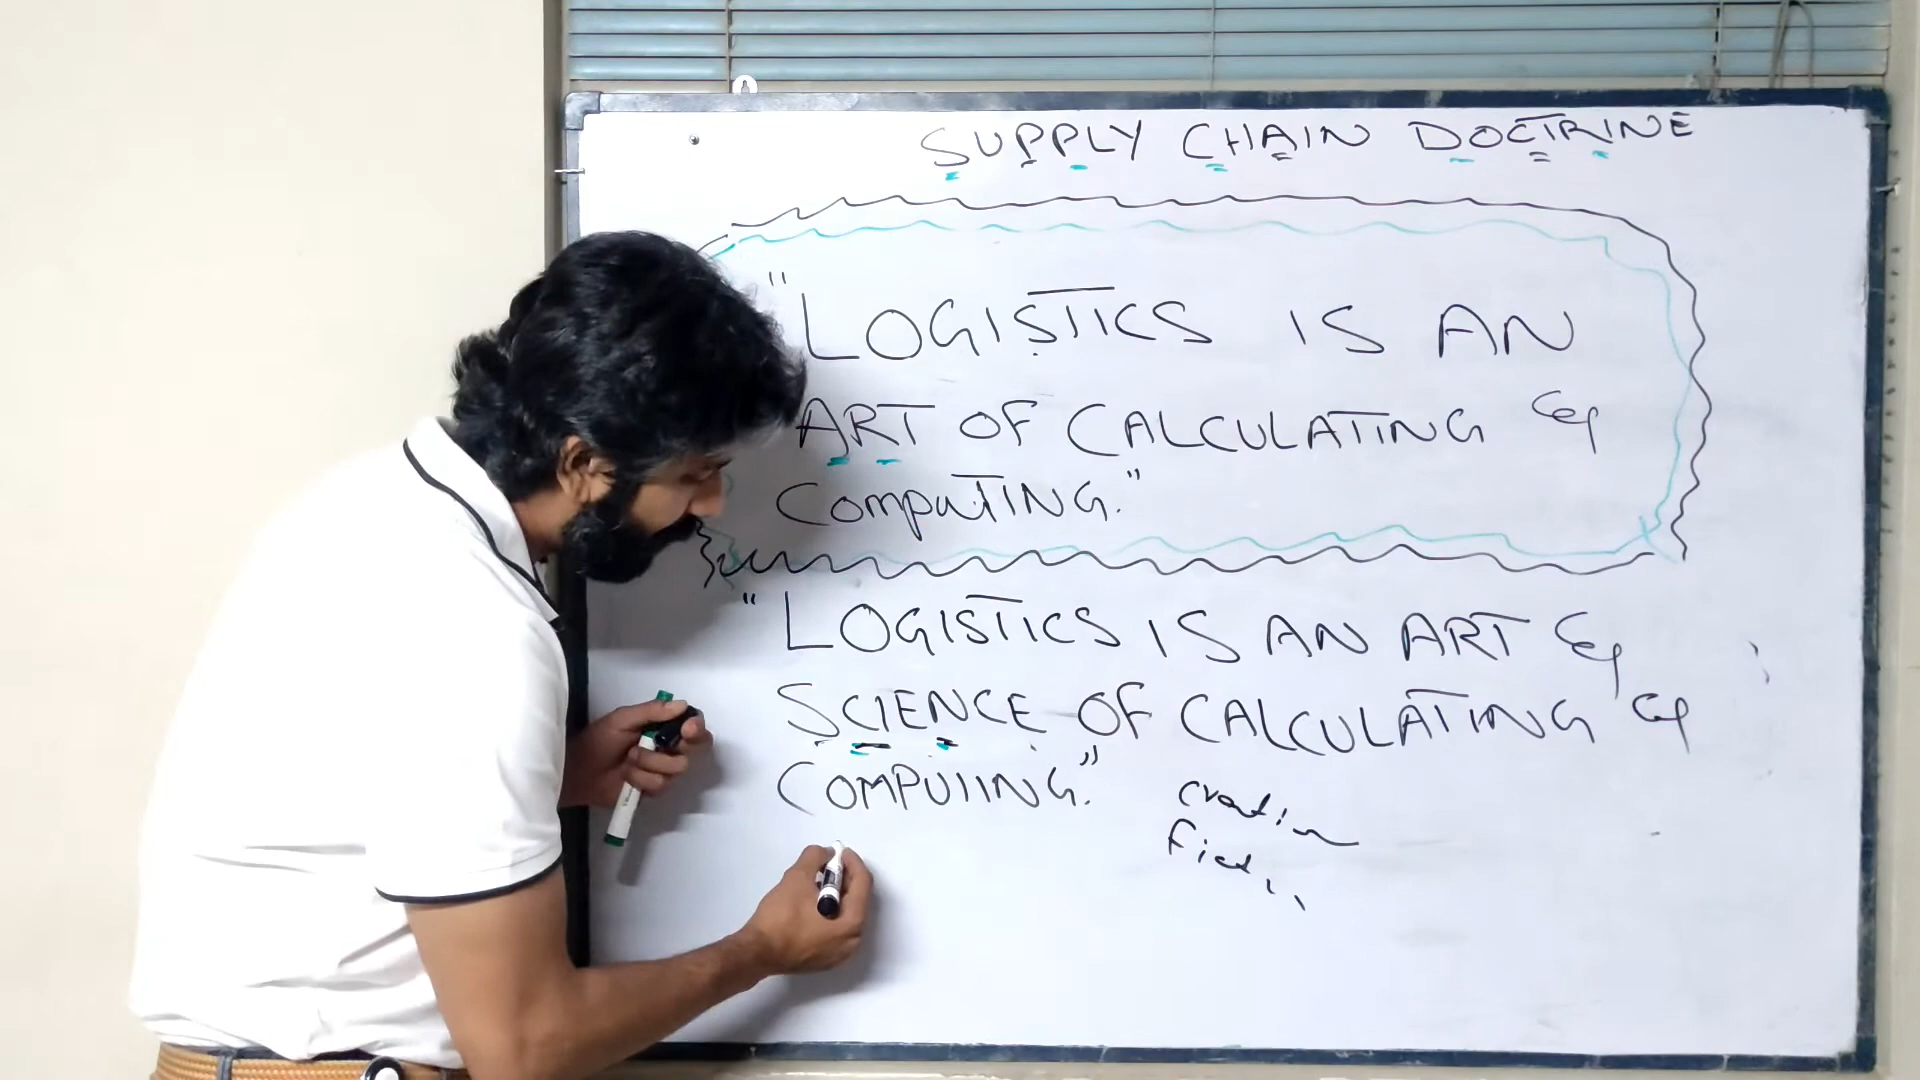 SUPPLY CHAIN DOCTRINE
"LOGISTICS IS AN
ART OF CALCULATING &
COMPUTING."
"LOGISTICS IS AN ART &
SCIENCE OF CALCULATING &
COMPUTING."